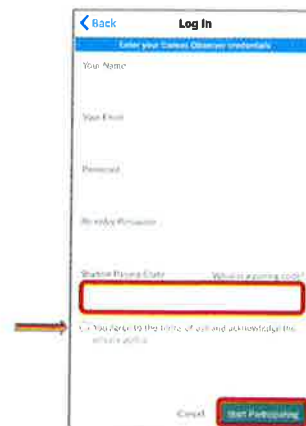 Back Log In
Enter your Canvas Observer credentials
Your Name
Your Email
Password
Re-enter Password
Student Pairing Code What is a pairing code?
You agree to the terms of use and acknowledge the
privacy policy.
Cancel Start Participating